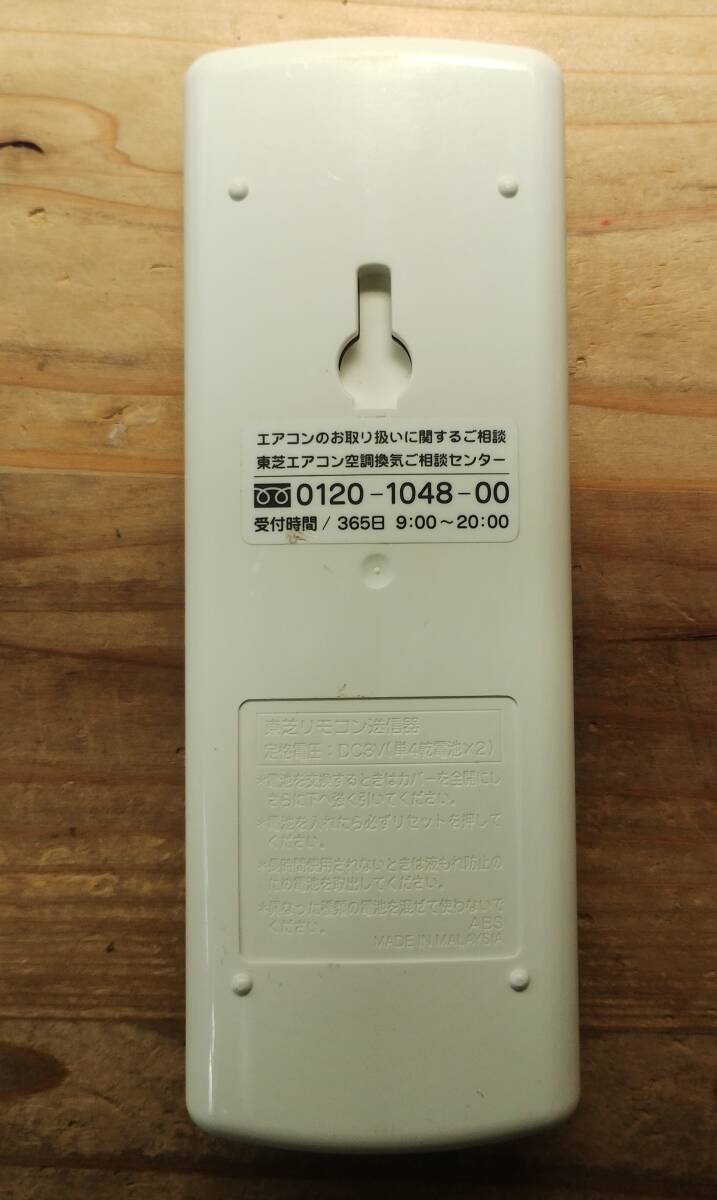 エアコンのお取り扱いに関するご相談
東芝エアコン空調換気ご相談センター
0120-1048-00
受付時間/365日 9:00~20:00
東芝リモコン送信器
定格電圧:DC3V(単4乾電池×2)
*電池を交換するときはカバーを全開にし
さらに下へ強く引いてください。
*電池を入れたら必ずリセットを押して
ください。
*長時間使用されないときは液もれ防止の
ため電池を取出してください。
*異なった種類の電池を混ぜて使わないで
ください。
ABS
MADE IN MALAYSIA